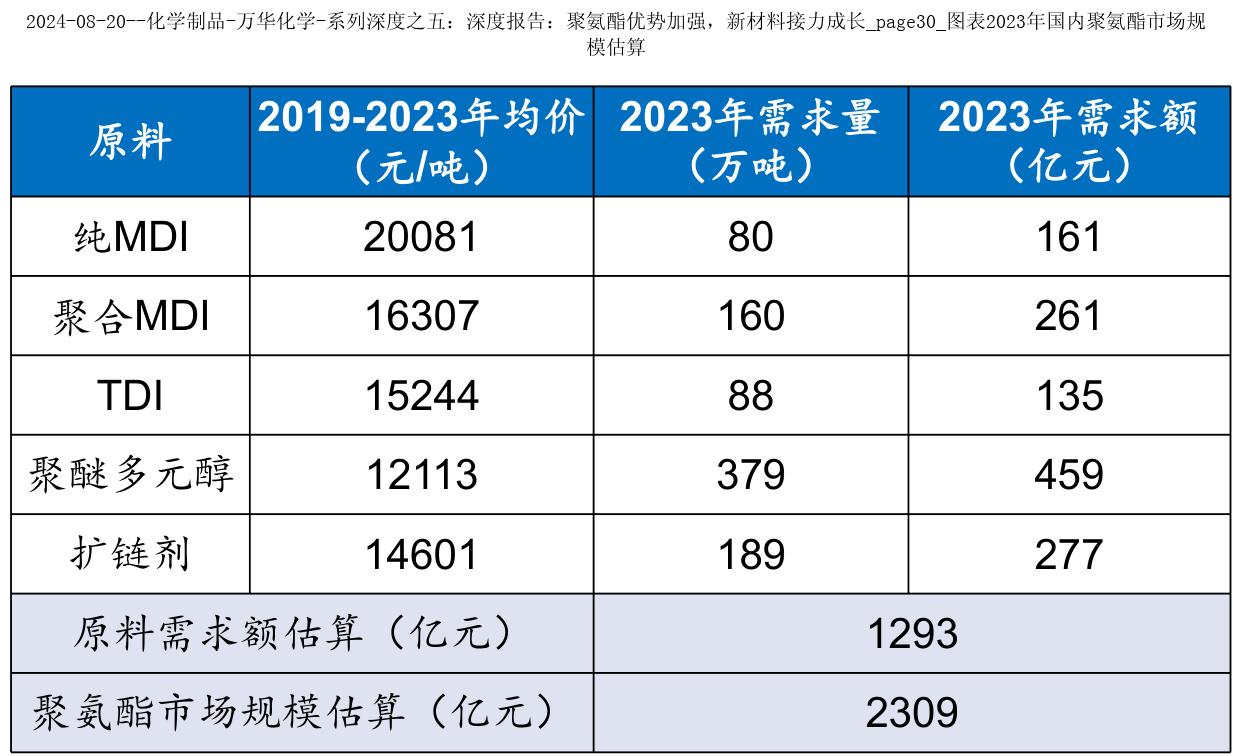 2024-08-20--化学制品-万华化学-系列深度之五：深度报告：聚氨酯优势加强，新材料接力成长_page30_图表2023年国内聚氨酯市场规
模估算
原料 2019-2023年均价（元/吨） 2023年需求量（万吨） 2023年需求额（亿元）
纯MDI 20081 80 161
聚合MDI 16307 160 261
TDI 15244 88 135
聚醚多元醇 12113 379 459
扩链剂 14601 189 277
原料需求额估算（亿元） 1293
聚氨酯市场规模估算（亿元） 2309